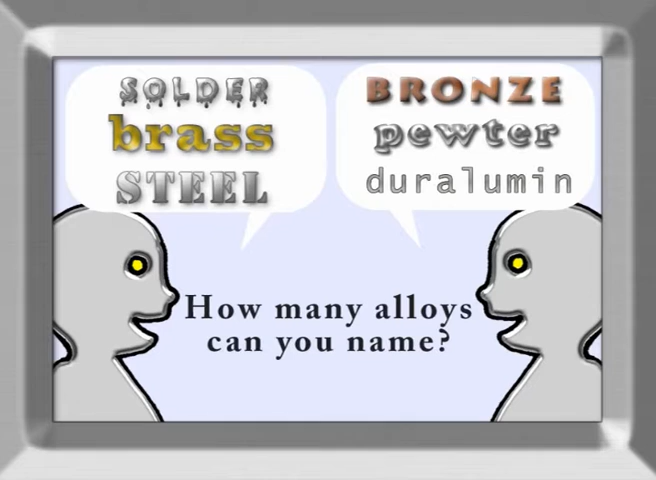 SOLDER
brass
STEEL
BRONZE
pewter
duralumin
How many alloys
can you name?